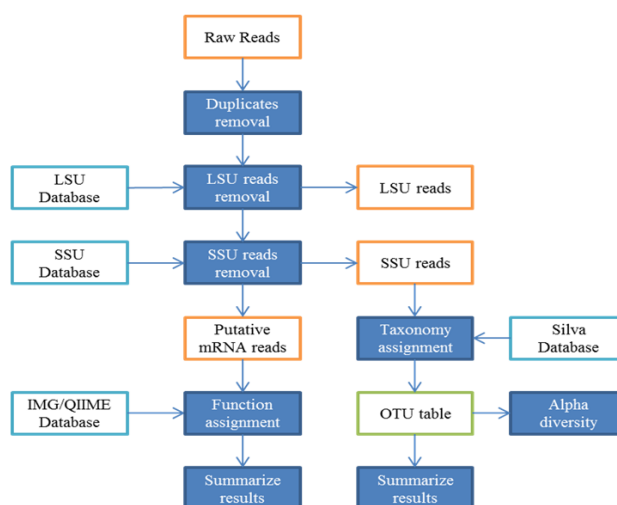 Raw Reads
Duplicates
removal
LSU
Database
LSU reads
removal
LSU reads
SSU
Database
SSU reads
removal
SSU reads
Putative
mRNA reads
Taxonomy
assignment
Silva
Database
IMG/QIIME
Database
Function
assignment
OTU table
Alpha
diversity
Summarize
results
Summarize
results